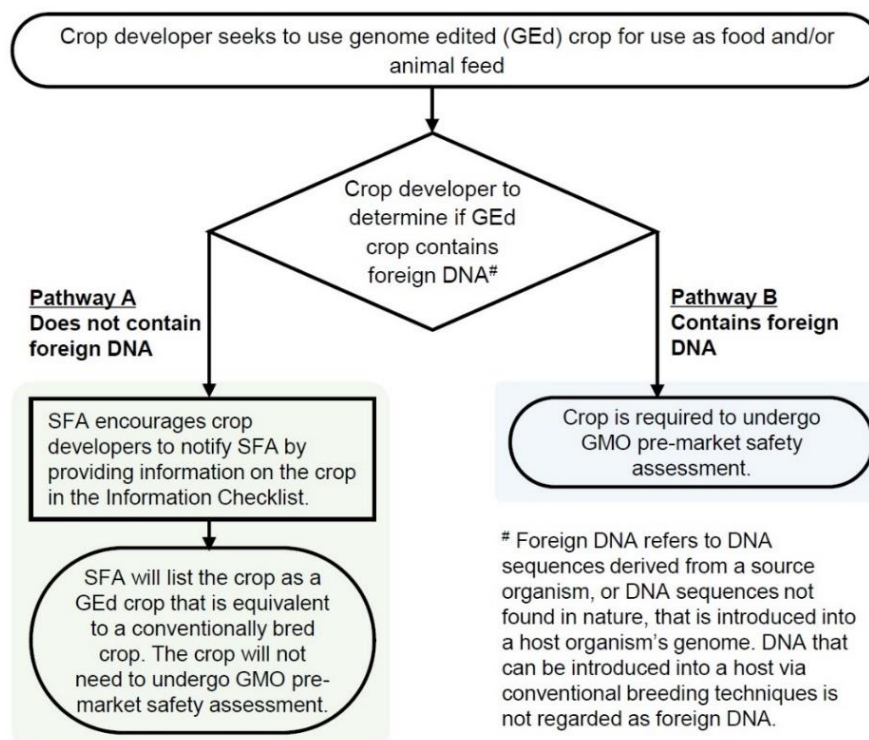 Crop developer seeks to use genome edited (GEd) crop for use as food and/or
animal feed
Crop developer to
determine if GEd
crop contains
foreign DNA#
Pathway A
Does not contain
foreign DNA
Pathway B
Contains foreign
DNA
SFA encourages crop
developers to notify SFA by
providing information on the crop
in the Information Checklist.
SFA will list the crop as a
GEd crop that is equivalent
to a conventionally bred
crop. The crop will not
need to undergo GMO pre-
market safety assessment.
Crop is required to undergo
GMO pre-market safety
assessment.
# Foreign DNA refers to DNA
sequences derived from a source
organism, or DNA sequences not
found in nature, that is introduced into
a host organism’s genome. DNA that
can be introduced into a host via
conventional breeding techniques is
not regarded as foreign DNA.